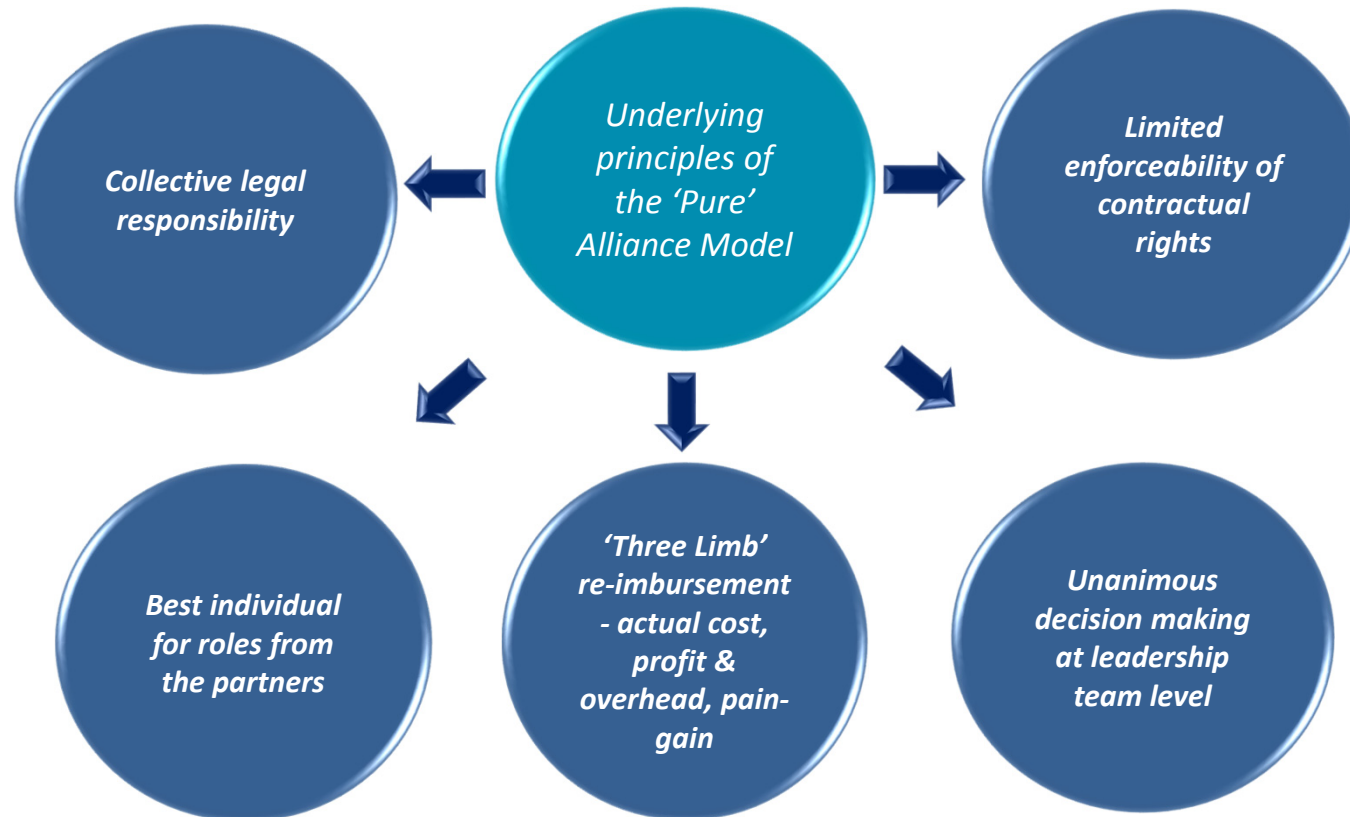 Underlying
principles of
the ‘Pure’
Alliance Model
Collective legal
responsibility
Limited
enforceability of
contractual
rights
Best individual
for roles from
the partners
‘Three Limb’
re-imbursement
- actual cost,
profit &
overhead, pain-
gain
Unanimous
decision making
at leadership
team level